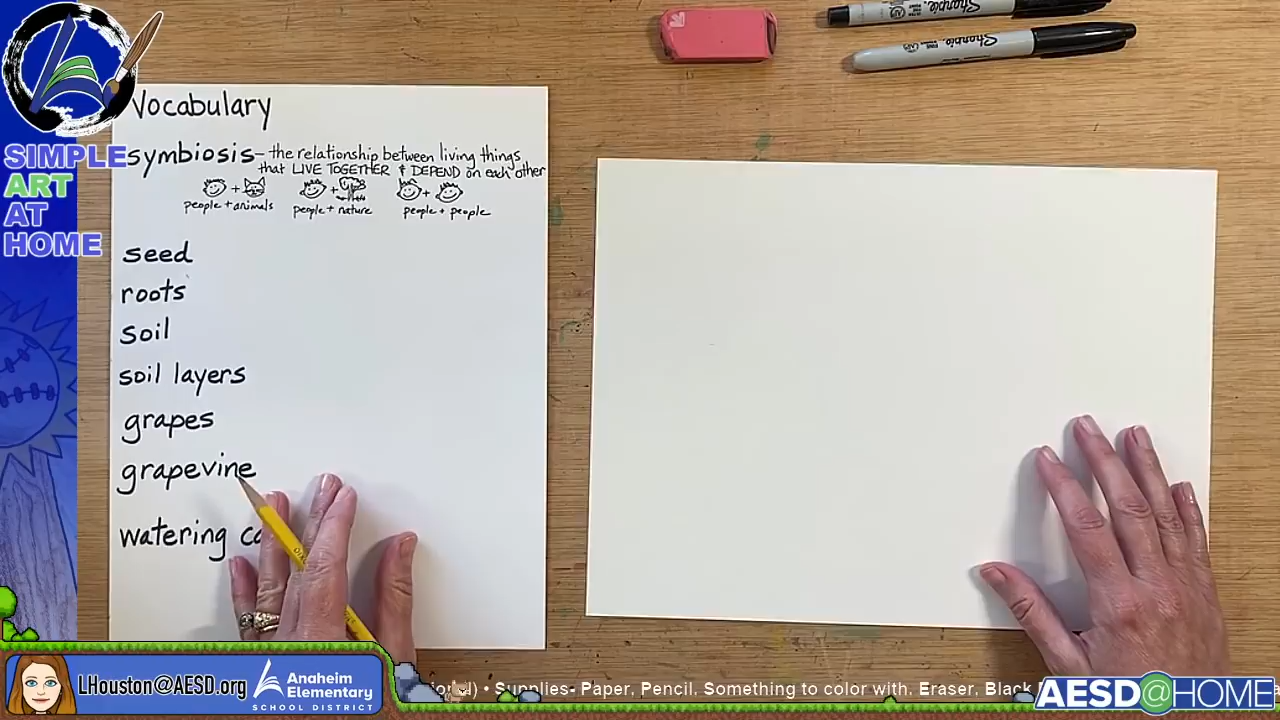 SIMPLE
ART
AT
HOME
Vocabulary
symbiosis - the relationship between living things
that LIVE TOGETHER & DEPEND on each other
people + animals people + nature people + people
seed
roots
soil
soil layers
grapes
grapevine
watering
Sharpie
Sharpie
LHouston@AESD.org
Anaheim
Elementary
SCHOOL DISTRICT
• Supplies- Paper, Pencil, Something to color with, Eraser, Black
AESD@HOME